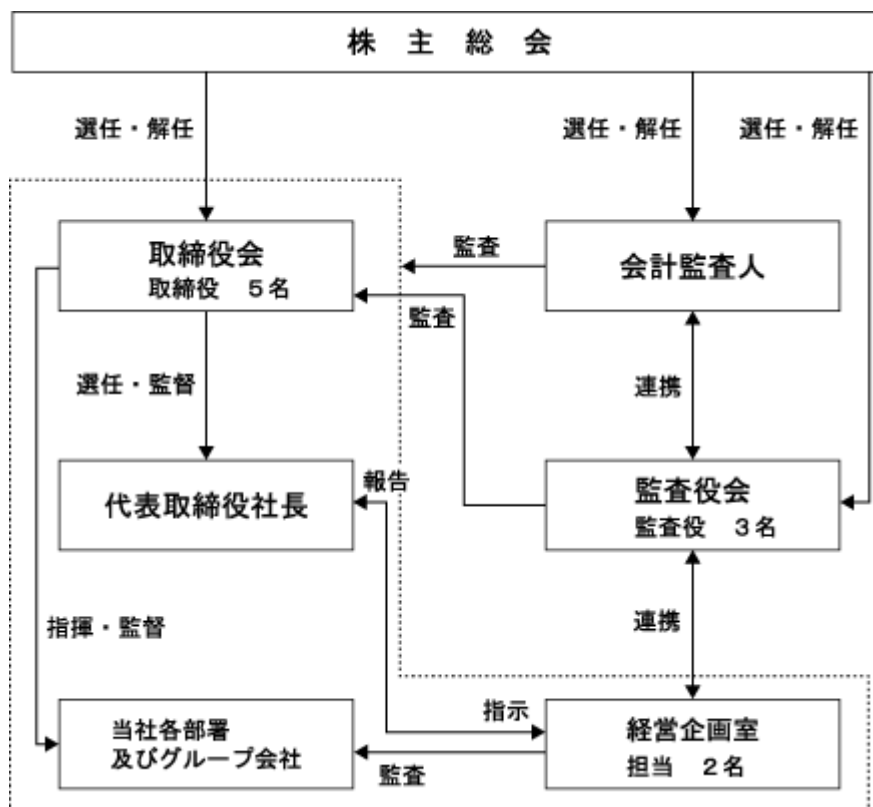 株 主 総 会
選任・解任
選任・解任
選任・解任
取締役会
取締役 5名
監査
会計監査人
監査
選任・監督
連携
代表取締役社長
報告
監査役会
監査役 3名
指揮・監督
連携
当社各部署
及びグループ会社
指示
監査
経営企画室
担当 2名